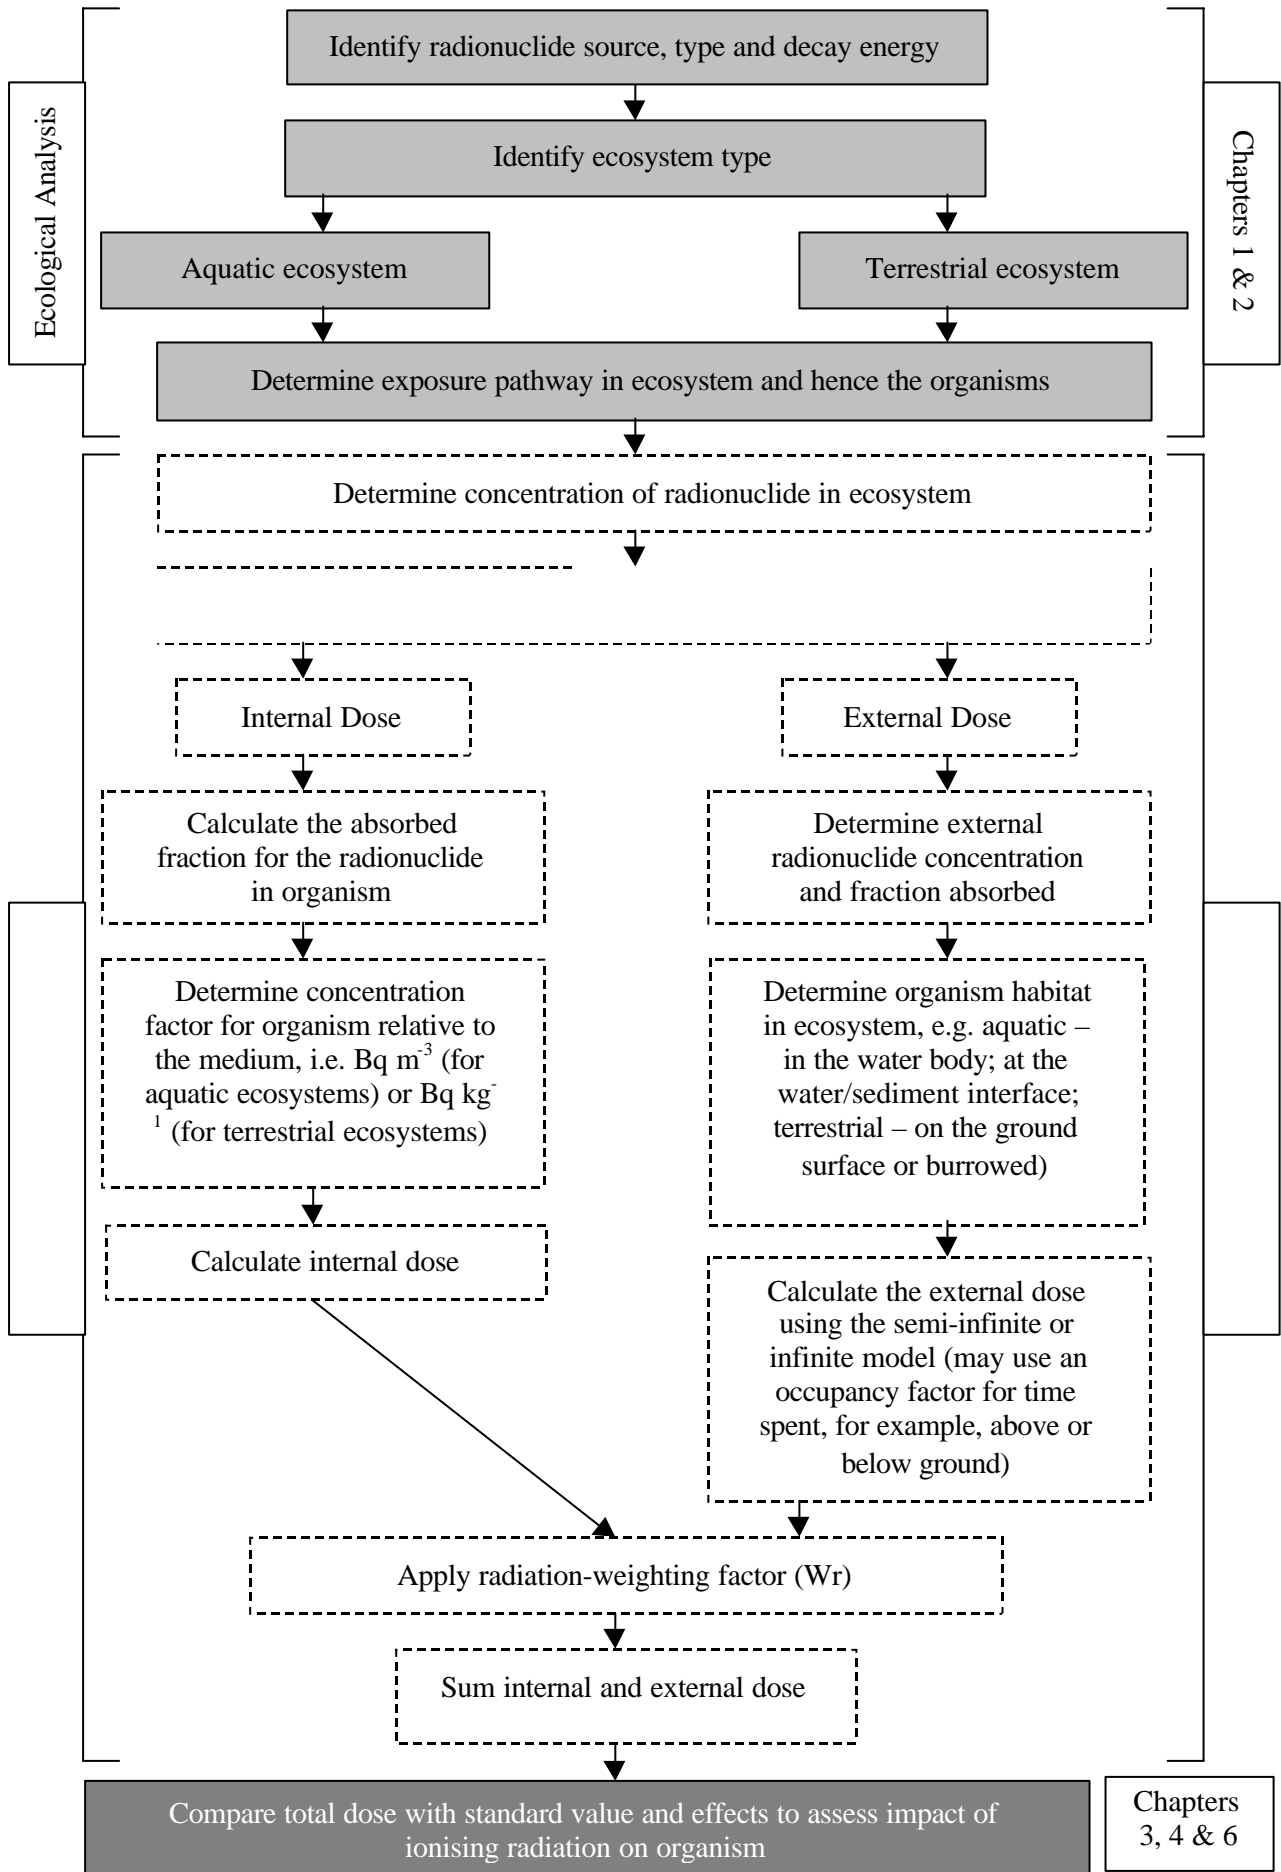 Identify radionuclide source, type and decay energy
Ecological Analysis
Chapters 1 & 2
Identify ecosystem type
Aquatic ecosystem
Terrestrial ecosystem
Determine exposure pathway in ecosystem and hence the organisms
Determine concentration of radionuclide in ecosystem
Internal Dose
External Dose
Calculate the absorbed
fraction for the radionuclide
in organism
Determine external
radionuclide concentration
and fraction absorbed
Determine concentration
factor for organism relative to
the medium, i.e. Bq m⁻³ (for
aquatic ecosystems) or Bq kg⁻
¹ (for terrestrial ecosystems)
Determine organism habitat
in ecosystem, e.g. aquatic –
in the water body; at the
water/sediment interface;
terrestrial – on the ground
surface or burrowed)
Calculate internal dose
Calculate the external dose
using the semi-infinite or
infinite model (may use an
occupancy factor for time
spent, for example, above or
below ground)
Apply radiation-weighting factor (Wr)
Sum internal and external dose
Compare total dose with standard value and effects to assess impact of
ionising radiation on organism
Chapters
3, 4 & 6